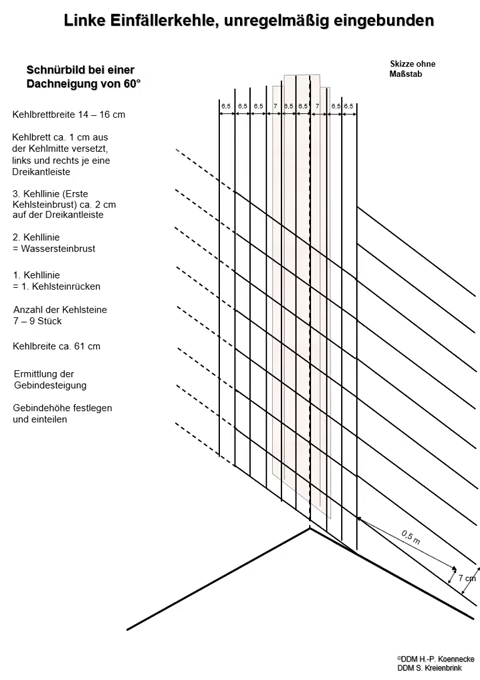 Linke Einfällerkehle, unregelmäßig eingebunden
Skizze ohne
Maßstab
Schnürbild bei einer
Dachneigung von 60°
Kehlbrettbreite 14 – 16 cm
Kehlbrett ca. 1 cm aus
der Kehlmitte versetzt,
links und rechts je eine
Dreikantleiste
3. Kehllinie (Erste
Kehlsteinbrust) ca. 2 cm
auf der Dreikantleiste
2. Kehllinie
= Wassersteinbrust
1. Kehllinie
= 1. Kehlsteinrücken
Anzahl der Kehlsteine
7 – 9 Stück
Kehlbreite ca. 61 cm
Ermittlung der
Gebindesteigung
Gebindehöhe festlegen
und einteilen
6,5 6,5 6,5 7 6,5 6,5 7 6,5 6,5
0,5 m
7 cm
©DDM H.-P. Koennecke
DDM S. Kreienbrink